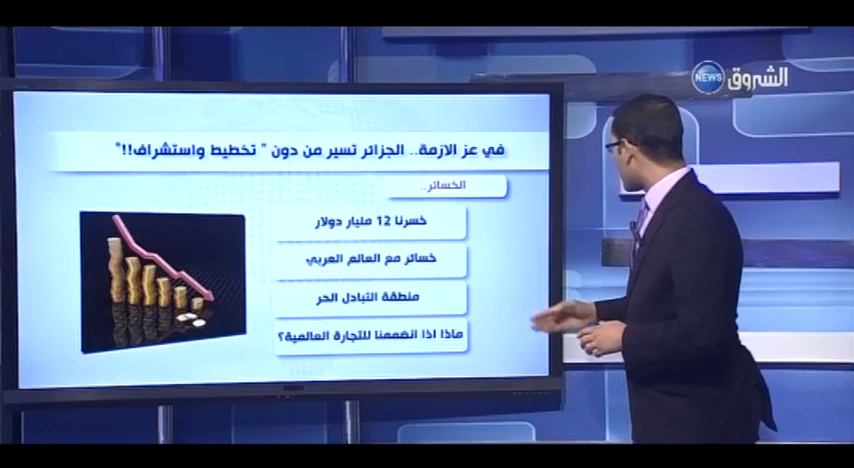 الشروق NEWS
في عز الازمة.. الجزائر تسير من دون " تخطيط واستشراف!!"
الخسائر..
خسرنا 12 مليار دولار
خسائر مع العالم العربي
منطقة التبادل الحر
ماذا اذا انضممنا للتجارة العالمية؟